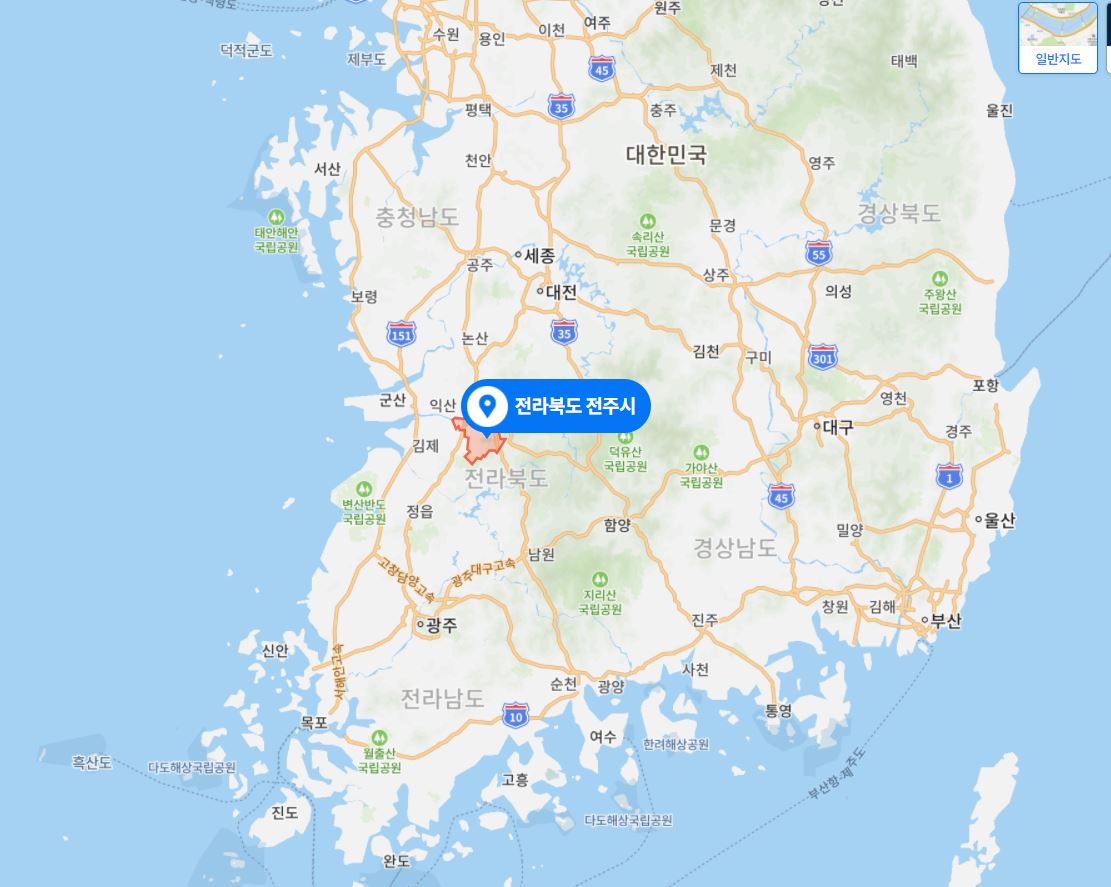 원주
여주
이천
수원
용인
덕적군도
제부도
일반지도
45
제천
태백
35
평택
충주
울진
대한민국
천안
서산
영주
충청남도
경상북도
속리산
국립공원
문경
태안해안
국립공원
세종
공주
55
상주
대전
의성
주왕산
국립공원
보령
151
35
논산
김천
구미
301
포항
군산
익산
전라북도 전주시
영천
대구
경주
김제
덕유산
국립공원
가야산
국립공원
전라북도
1
변산반도
국립공원
45
정읍
울산
함양
밀양
경상남도
남원
고창담양고속
광주대구고속
지리산
국립공원
창원
김해
부산
진주
광주
신안
서해안고속
사천
순천
광양
전라남도
통영
10
목포
여수
한려해상공원
월출산
국립공원
흑산도
다도해상국립공원
고흥
부산항-제주도
진도
다도해상국립공원
완도